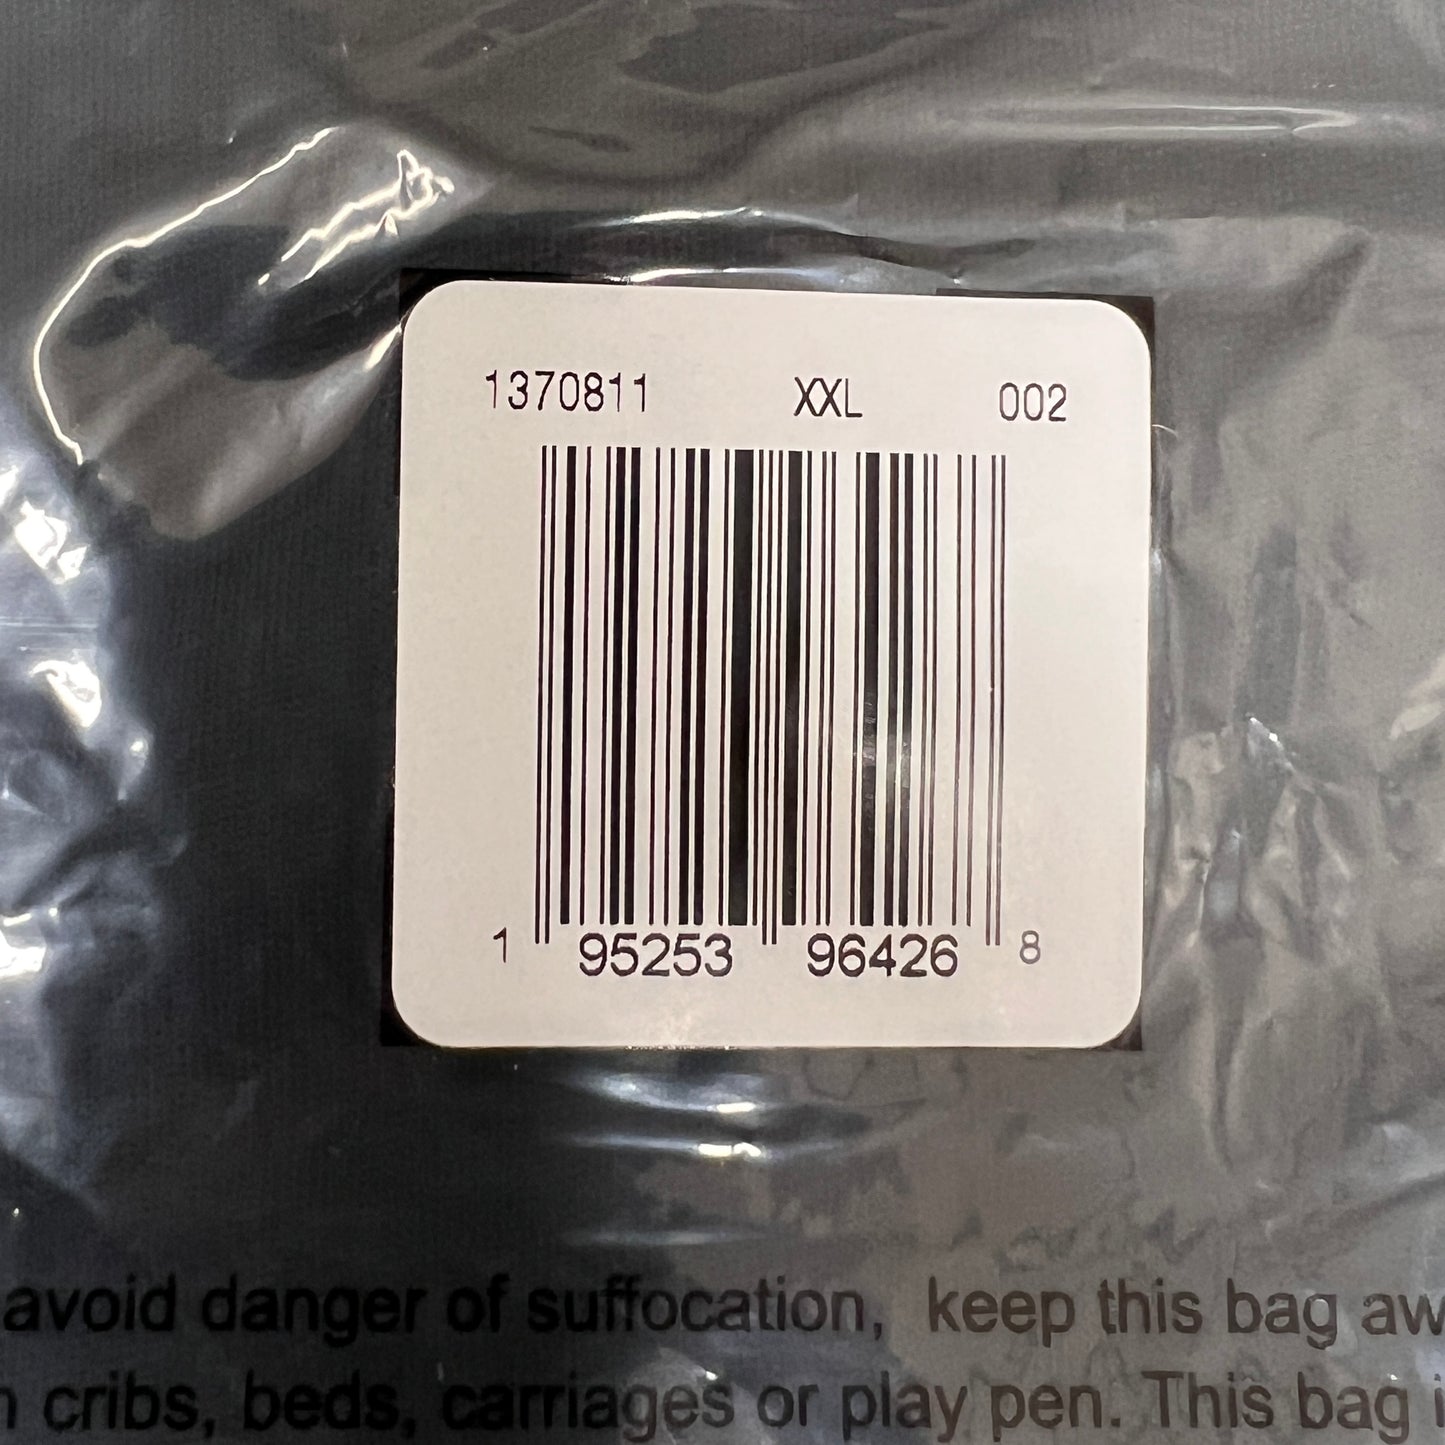 1370811 XXL 002
1 95253 96426 8
avoid danger of suffocation, keep this bag aw
n cribs, beds, carriages or play pen. This bag i